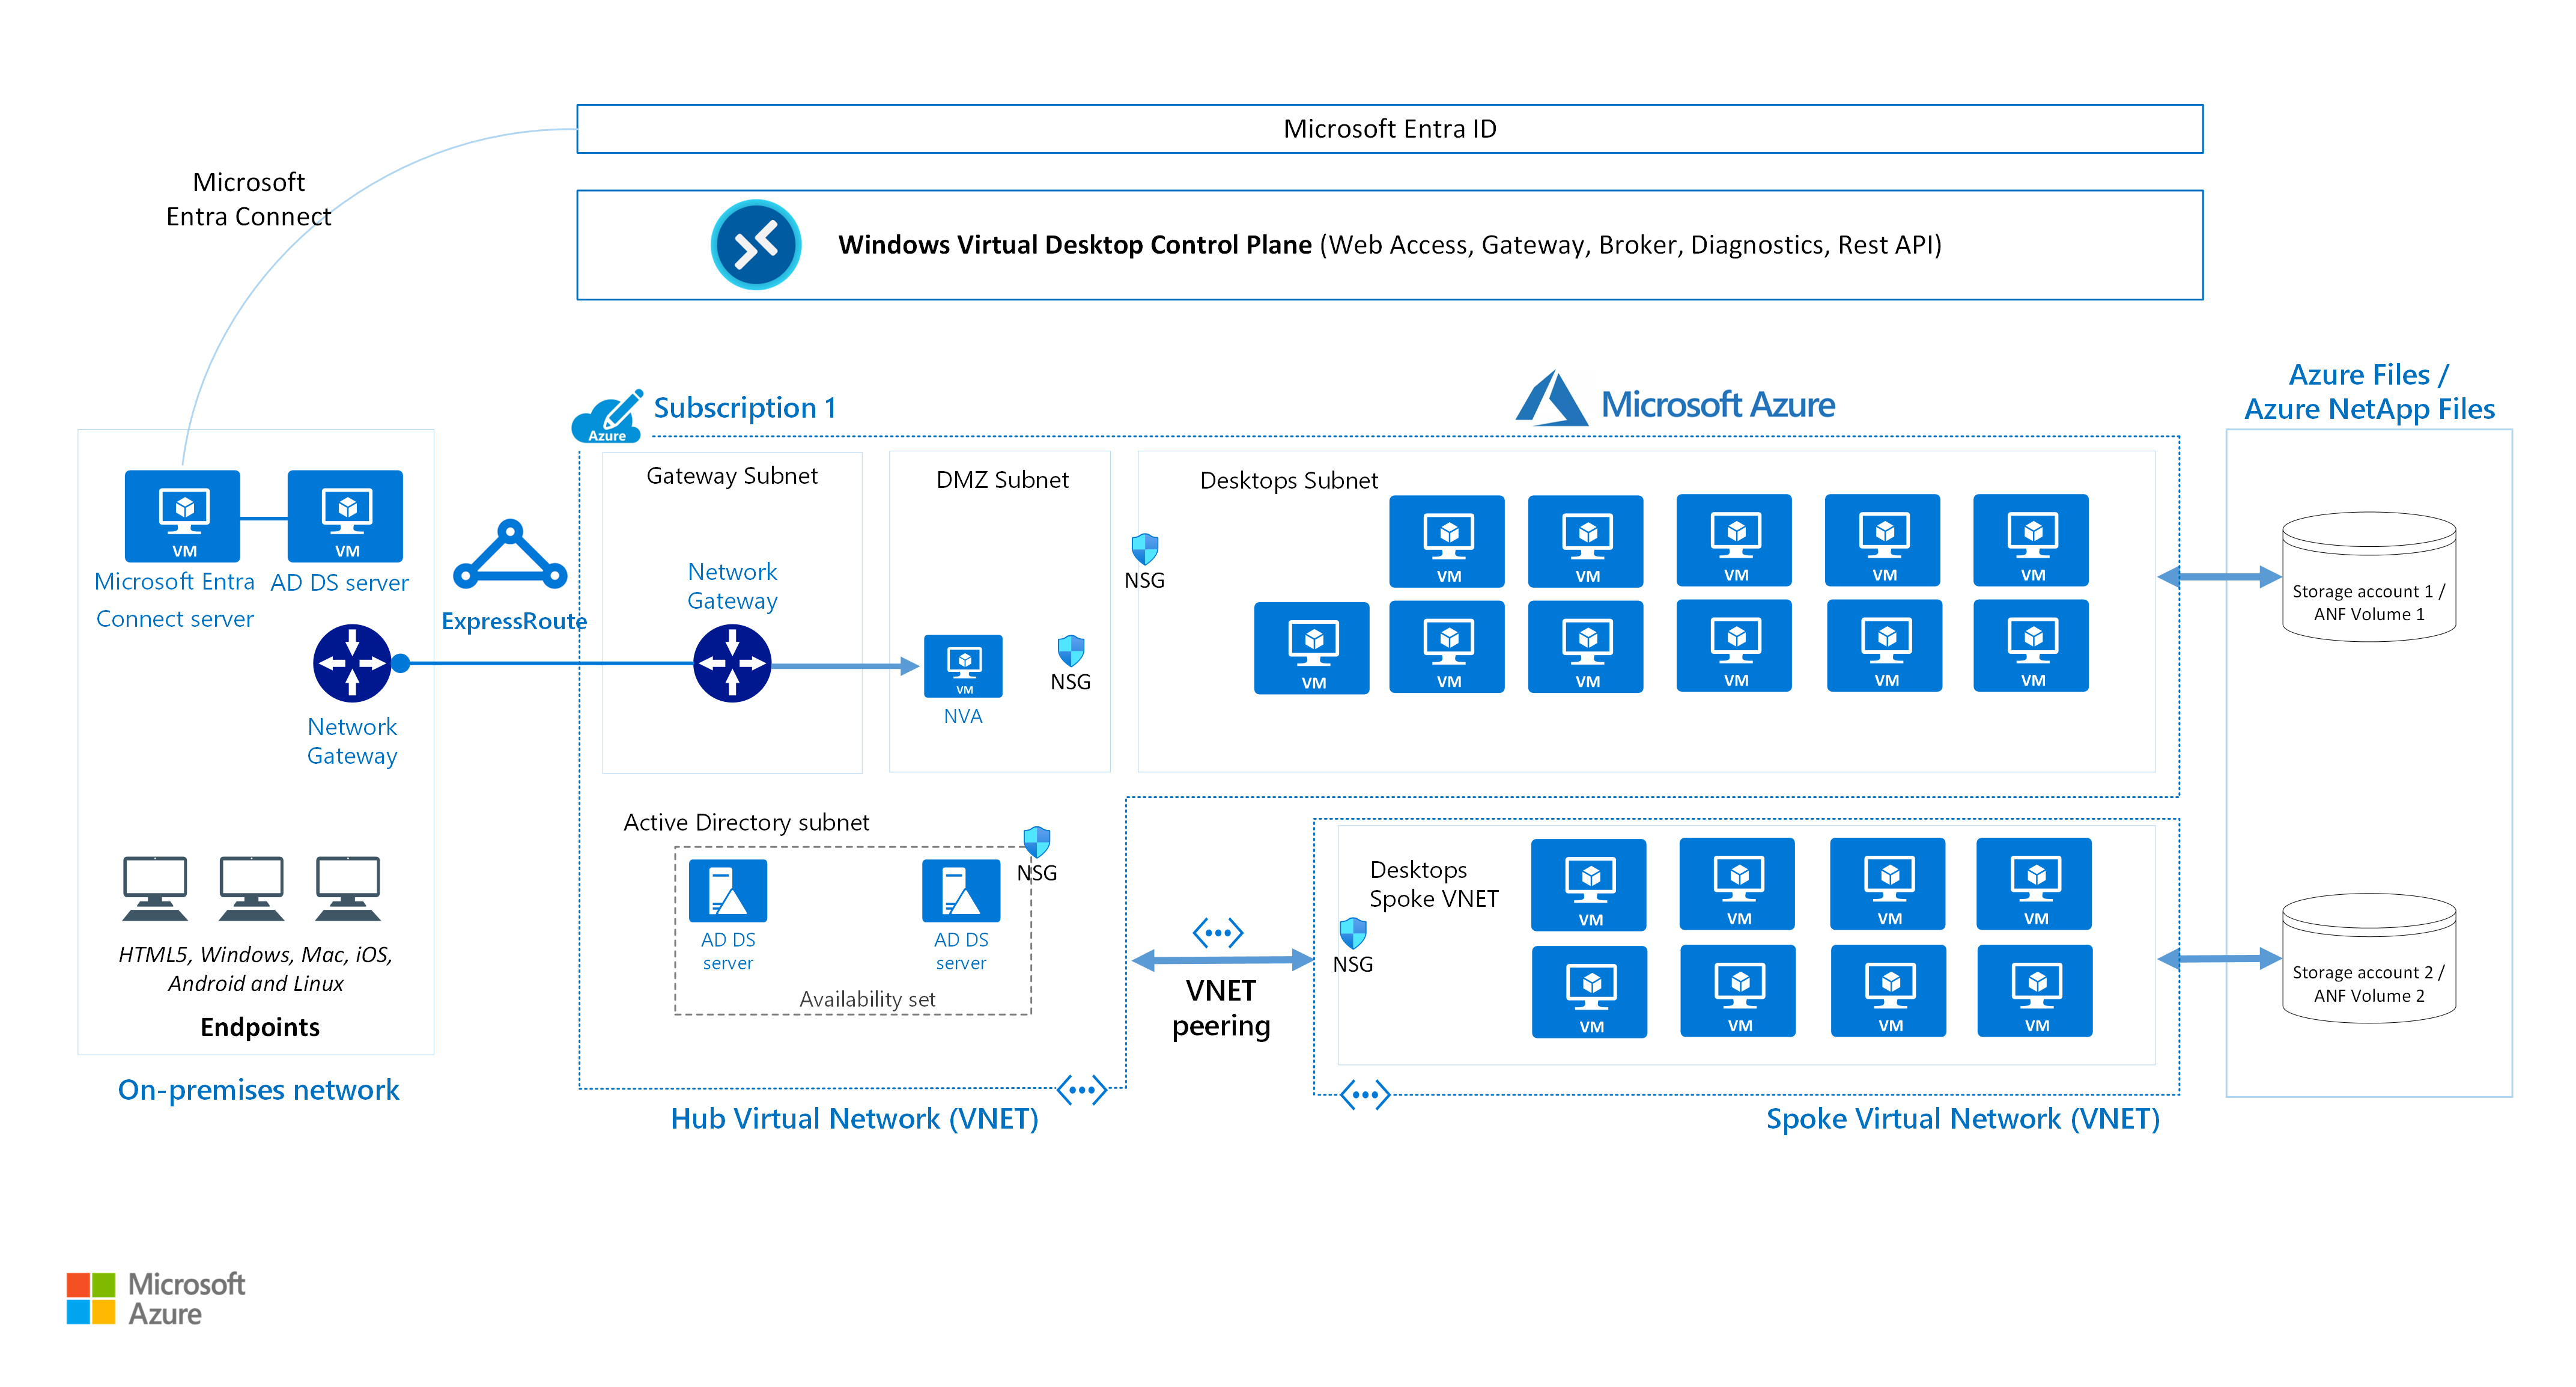 Microsoft Entra ID
Microsoft
Entra Connect
Windows Virtual Desktop Control Plane (Web Access, Gateway, Broker, Diagnostics, Rest API)
Azure
Subscription 1
Microsoft Azure
Azure Files /
Azure NetApp Files
VM
VM
Microsoft Entra
Connect server
AD DS server
Network
Gateway
HTML5, Windows, Mac, iOS,
Android and Linux
Endpoints
On-premises network
ExpressRoute
Gateway Subnet
Network
Gateway
DMZ Subnet
VM
NVA
NSG
Desktops Subnet
NSG
VM
VM
VM
VM
VM
VM
VM
VM
VM
VM
VM
Storage account 1 /
ANF Volume 1
Active Directory subnet
NSG
AD DS
server
AD DS
server
Availability set
Hub Virtual Network (VNET)
VNET
peering
Desktops
Spoke VNET
NSG
VM
VM
VM
VM
VM
VM
VM
VM
Spoke Virtual Network (VNET)
Storage account 2 /
ANF Volume 2
Microsoft
Azure